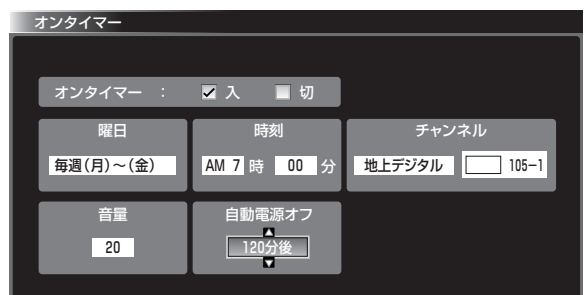 オンタイマー
オンタイマー : 入 切
曜日 時刻 チャンネル
毎週(月)～(金) AM 7 時 00 分 地上デジタル 105-1
音量 自動電源オフ
20 120分後